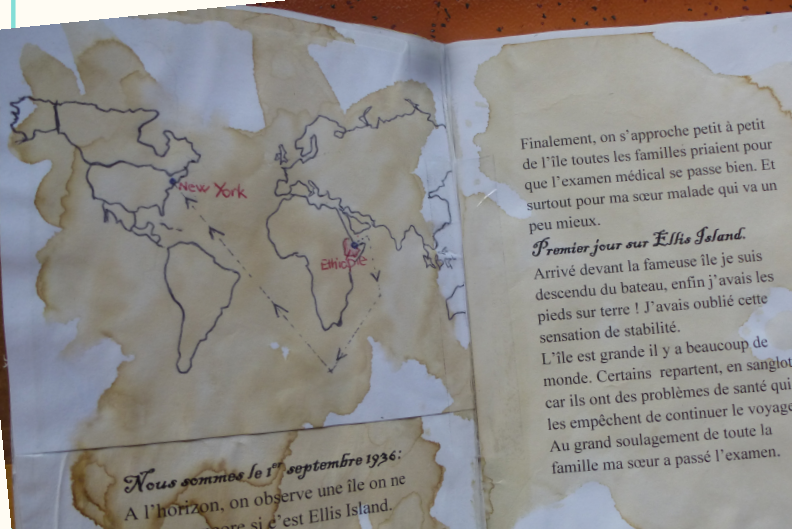 New York
Ethiopie
Nous sommes le 1er septembre 1936:
A l'horizon, on observe une île on ne
si c'est Ellis Island.
Finalement, on s'approche petit à petit
de l'île toutes les familles priaient pour
que l'examen médical se passe bien. Et
surtout pour ma sœur malade qui va un
peu mieux.
Premier jour sur Ellis Island.
Arrivé devant la fameuse île je suis
descendu du bateau, enfin j'avais les
pieds sur terre ! J'avais oublié cette
sensation de stabilité.
L'île est grande il y a beaucoup de
monde. Certains repartent, en sanglot
car ils ont des problèmes de santé qui
les empêchent de continuer le voyage
Au grand soulagement de toute la
famille ma sœur a passé l'examen.